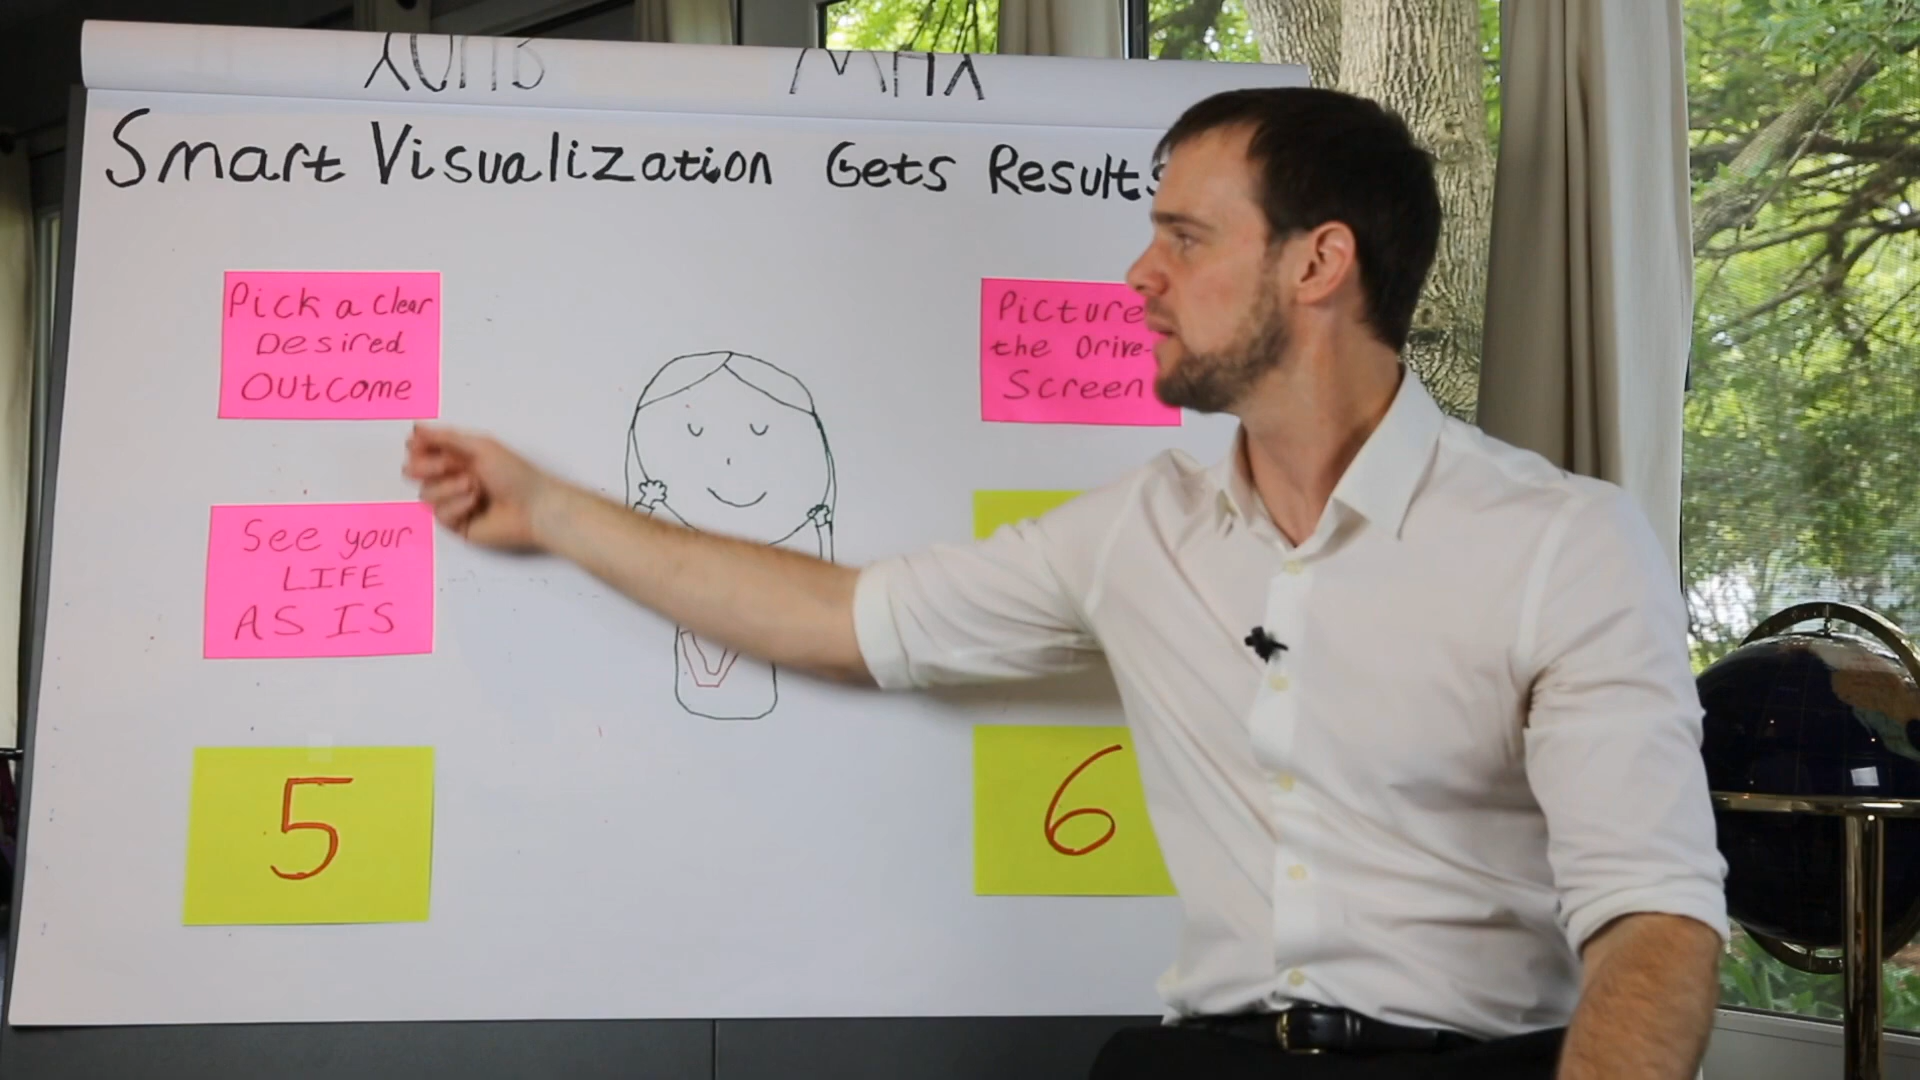 Smart Visualization Gets Results
Pick a Clear
Desired
Outcome
Picture
the Drive-
Screen
See your
LIFE
AS IS
5
6